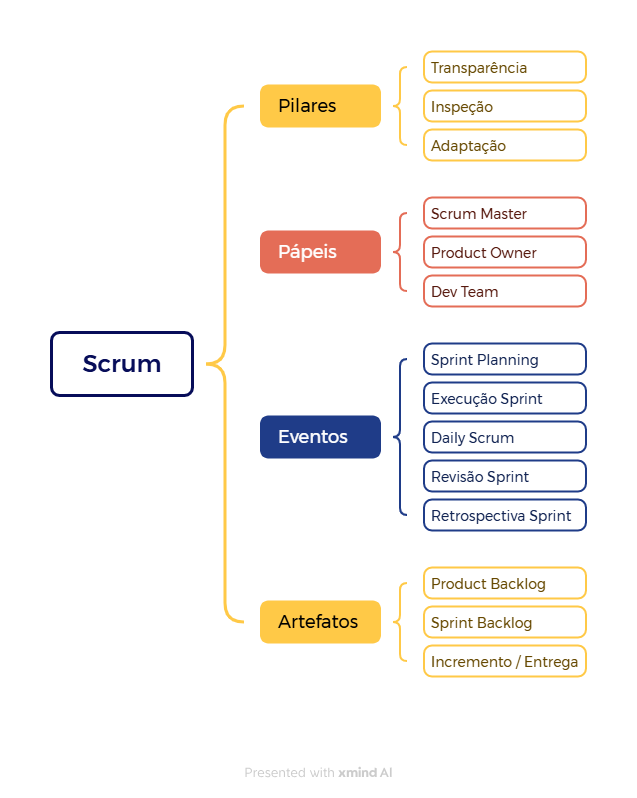 Scrum
Pilares
Transparência
Inspeção
Adaptação
Pápeis
Scrum Master
Product Owner
Dev Team
Eventos
Sprint Planning
Execução Sprint
Daily Scrum
Revisão Sprint
Retrospectiva Sprint
Artefatos
Product Backlog
Sprint Backlog
Incremento / Entrega
Presented with xmind AI